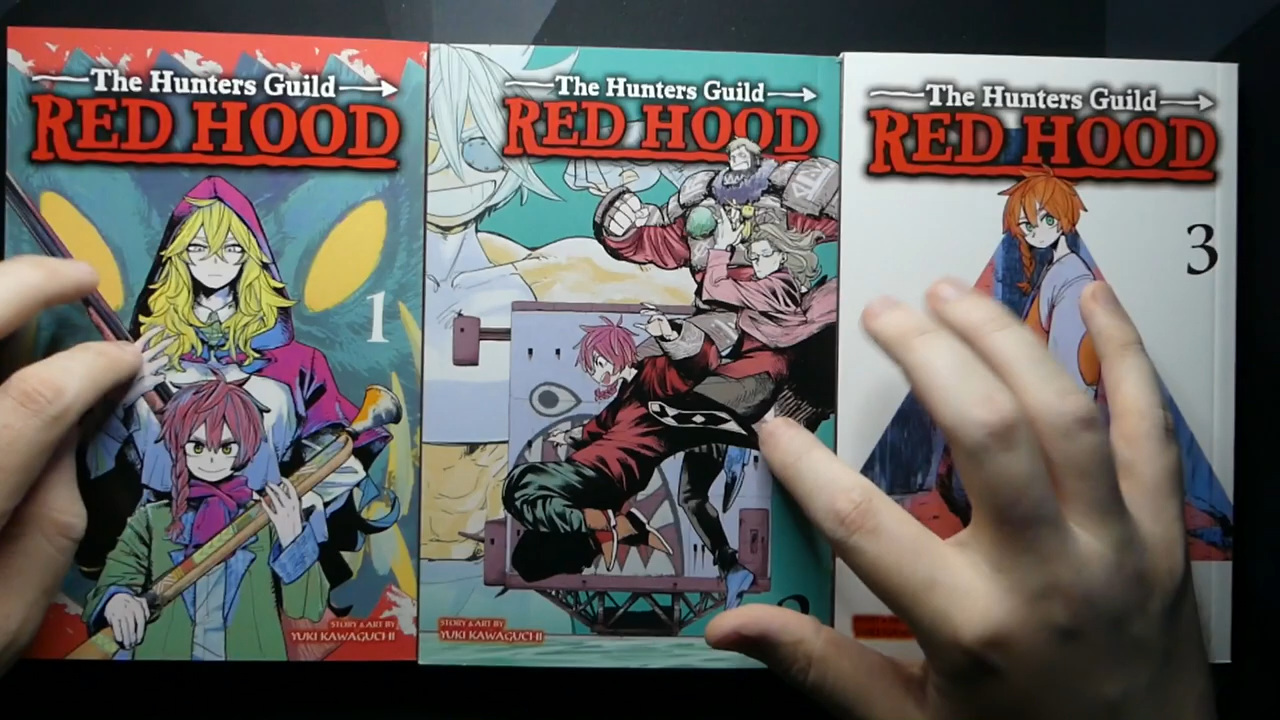 The Hunters Guild
RED HOOD
1
STORY & ART BY
YUKI KAWAGUCHI
The Hunters Guild
RED HOOD
STORY & ART BY
YUKI KAWAGUCHI
The Hunters Guild
RED HOOD
3